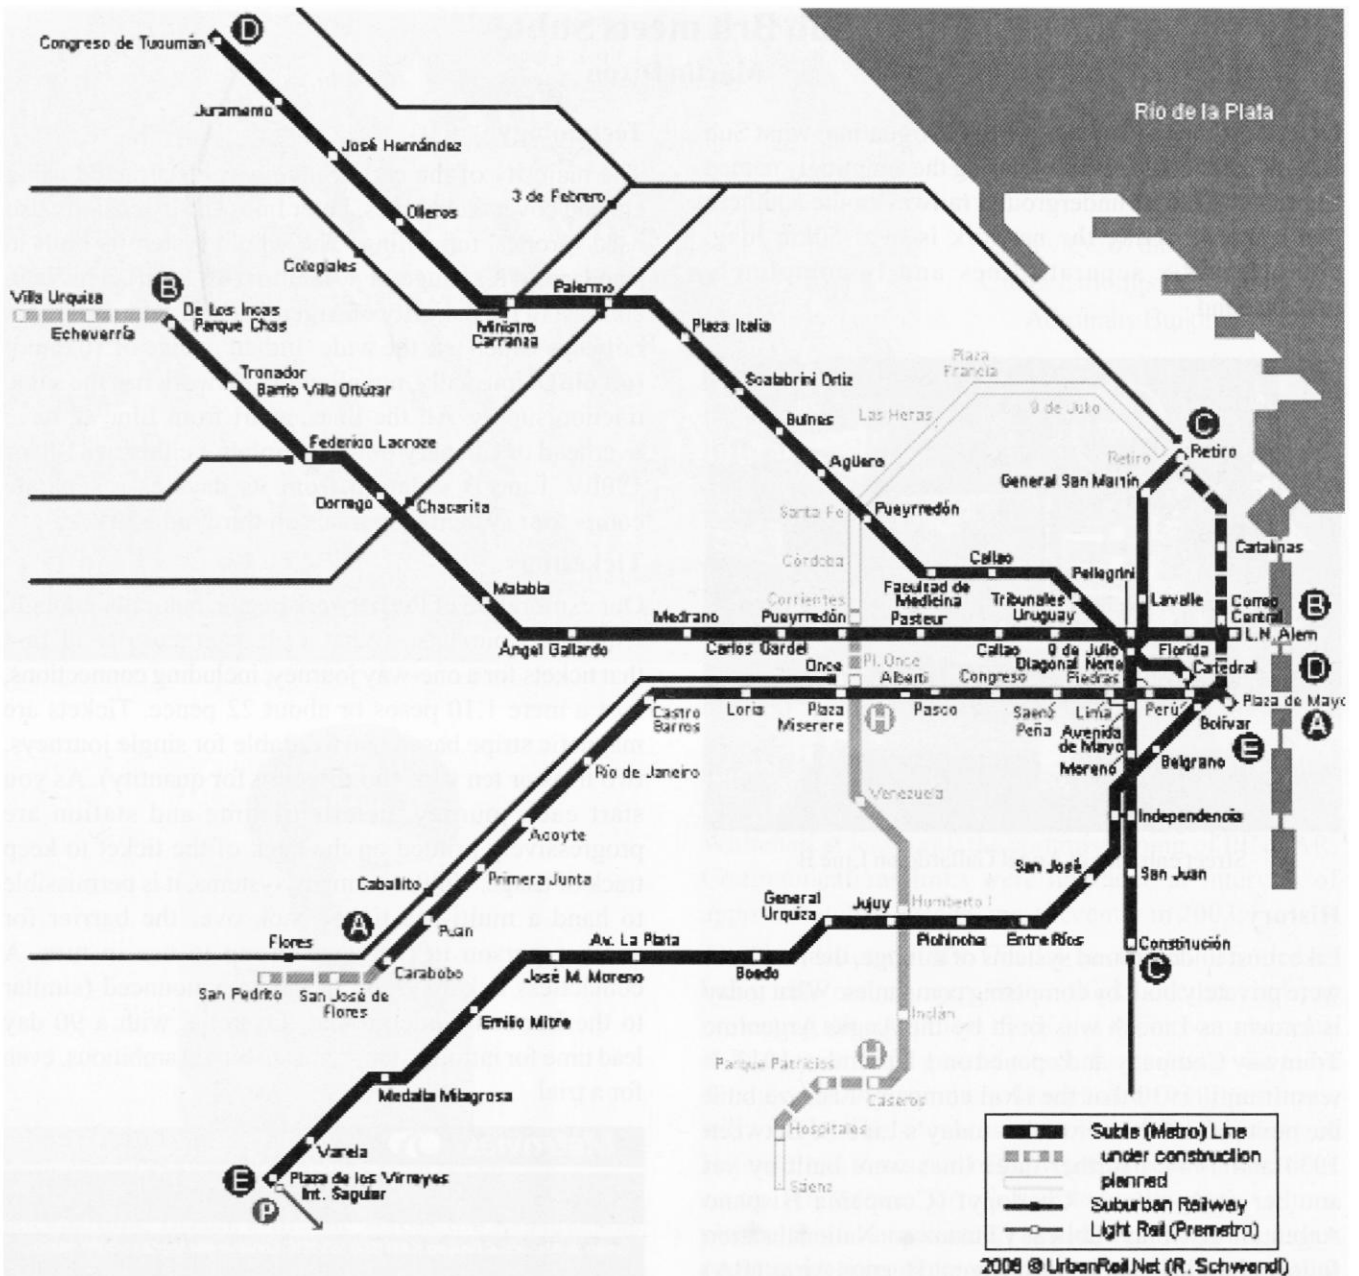 Río de la Plata
D
Congreso de Tucumán
Juramento
José Hernández
3 de Febrero
Olleros
Colegiales
Palermo
Villa Urquiza
B
De Los Incas
Echeverría
Parque Chas
Ministro
Carranza
Plaza Italia
Tronador
Barrio Villa Ortúzar
Scalabrini Ortiz
Plaza
Francia
Las Heras
9 de Julio
Bulnes
Federico Lacroze
Agüero
Retiro
C
Retiro
General San Martín
Dorrego
Chacarita
Santa Fe
Pueyrredón
Córdoba
Catalinas
Malabia
Corrientes
Callao
Facultad de
Medicina
Pellegrini
Tribunales
Lavalle
Correo
Central
B
Medrano
Pueyrredón
Pasteur
Uruguay
L.N. Alem
Angel Gallardo
Carlos Gardel
Callao
9 de Julio
Florida
Once
Pl. Once
Alberti
Congreso
Diagonal Norte
Piedras
Catedral
D
Castro
Barros
Loria
Plaza
Miserere
H
Pasco
Saenz
Peña
Lima
Perú
Plaza de Mayo
Bolívar
A
Avenida
de Mayo
Moreno
Belgrano
E
Río de Janeiro
Venezuela
Independencia
Acoyte
Primera Junta
San José
San Juan
Caballito
General
Urquiza
Jujuy
Humberto I
Puan
A
Flores
Av. La Plata
Pichincha
Entre Ríos
Constitución
C
Carabobo
San Pedrito
San José de
Flores
José M. Moreno
Boedo
Emilio Mitre
Inclán
H
Parque Patricios
Caseros
Medalla Milagrosa
Hospitales
Varela
Sáenz
E
Plaza de los Virreyes
Int. Saguier
P
Subte (Metro) Line
under construction
planned
Suburban Railway
Light Rail (Premetro)
2008 © UrbanRail.Net (R. Schwandl)